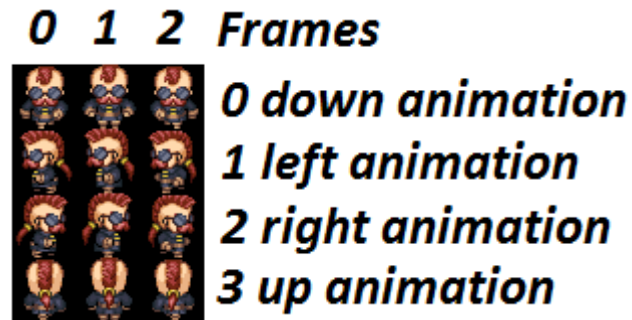 0 1 2 Frames
0 down animation
1 left animation
2 right animation
3 up animation